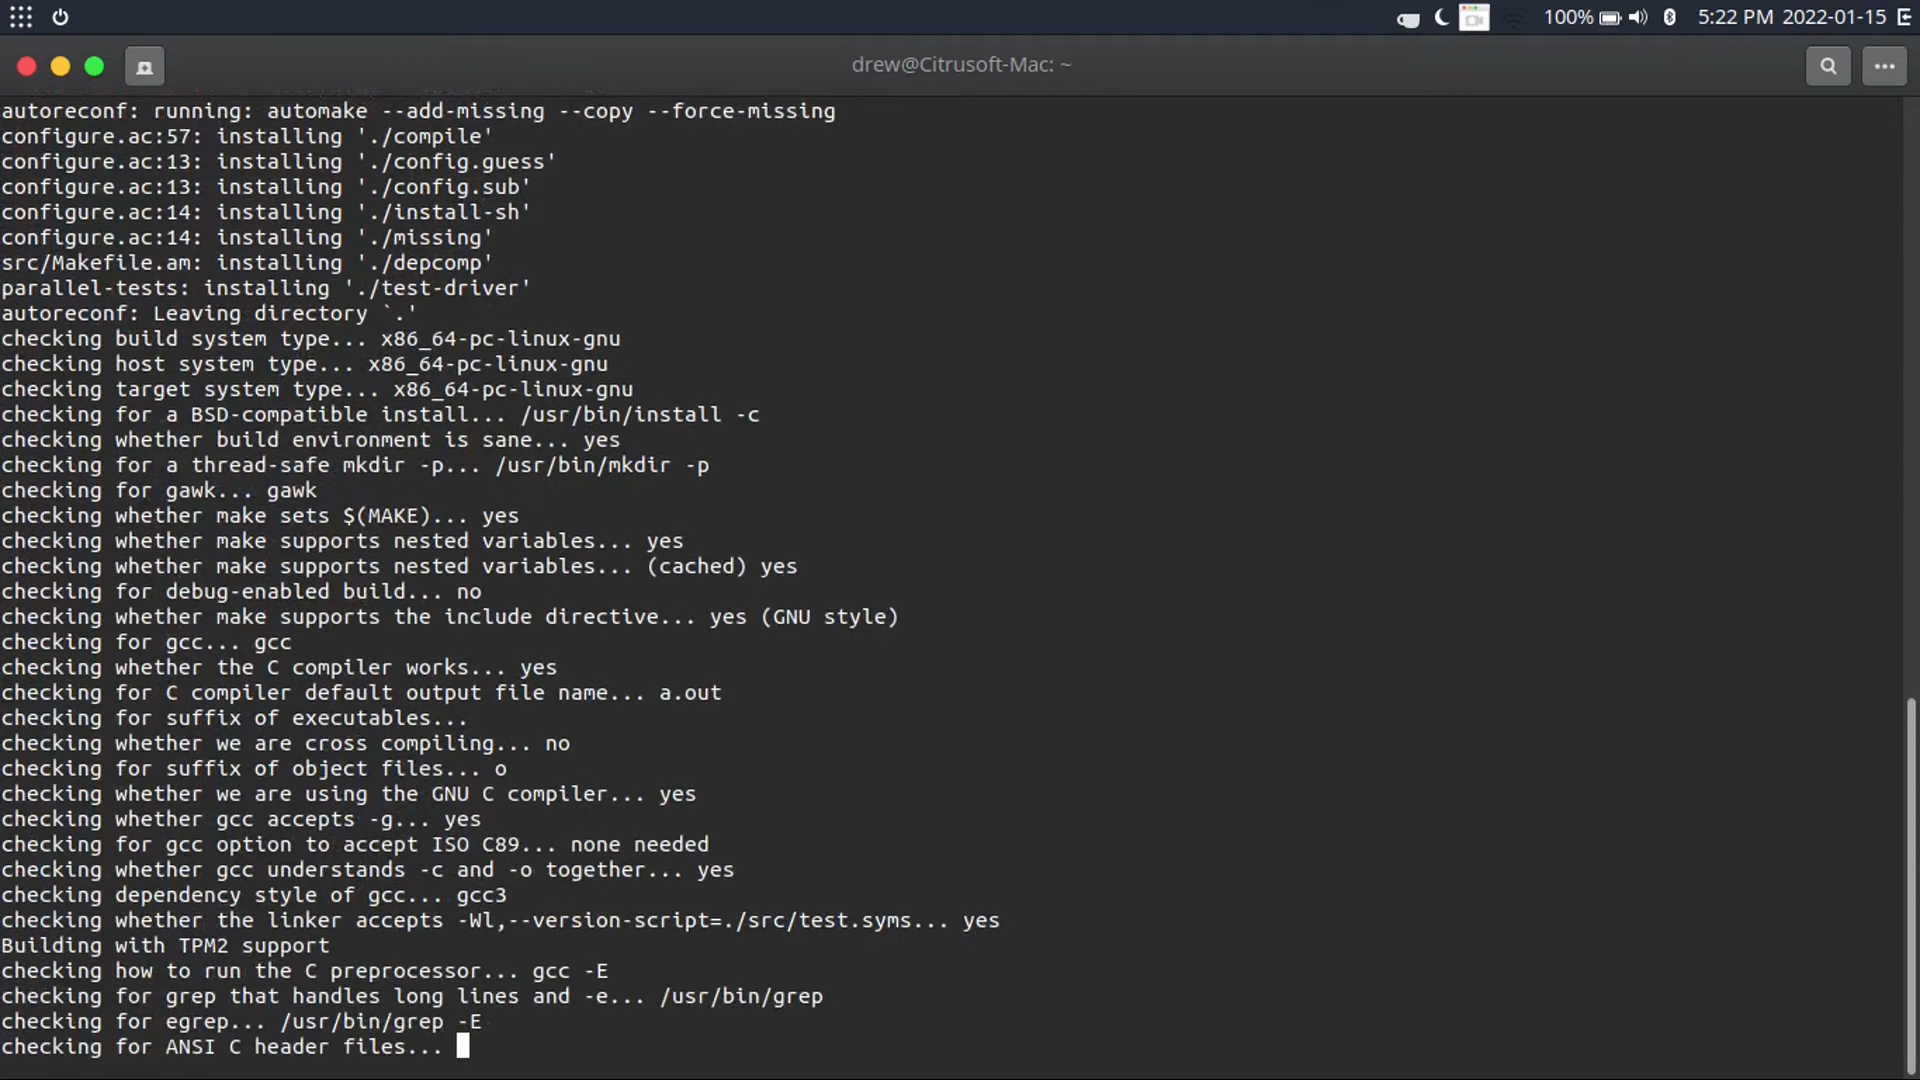 100% 5:22 PM 2022-01-15
drew@Citrusoft-Mac: ~
autoreconf: running: automake --add-missing --copy --force-missing
configure.ac:57: installing './compile'
configure.ac:13: installing './config.guess'
configure.ac:13: installing './config.sub'
configure.ac:14: installing './install-sh'
configure.ac:14: installing './missing'
src/Makefile.am: installing './depcomp'
parallel-tests: installing './test-driver'
autoreconf: Leaving directory `.'
checking build system type... x86_64-pc-linux-gnu
checking host system type... x86_64-pc-linux-gnu
checking target system type... x86_64-pc-linux-gnu
checking for a BSD-compatible install... /usr/bin/install -c
checking whether build environment is sane... yes
checking for a thread-safe mkdir -p... /usr/bin/mkdir -p
checking for gawk... gawk
checking whether make sets $(MAKE)... yes
checking whether make supports nested variables... yes
checking whether make supports nested variables... (cached) yes
checking for debug-enabled build... no
checking whether make supports the include directive... yes (GNU style)
checking for gcc... gcc
checking whether the C compiler works... yes
checking for C compiler default output file name... a.out
checking for suffix of executables...
checking whether we are cross compiling... no
checking for suffix of object files... o
checking whether we are using the GNU C compiler... yes
checking whether gcc accepts -g... yes
checking for gcc option to accept ISO C89... none needed
checking whether gcc understands -c and -o together... yes
checking dependency style of gcc... gcc3
checking whether the linker accepts -Wl,--version-script=./src/test.syms... yes
Building with TPM2 support
checking how to run the C preprocessor... gcc -E
checking for grep that handles long lines and -e... /usr/bin/grep
checking for egrep... /usr/bin/grep -E
checking for ANSI C header files...